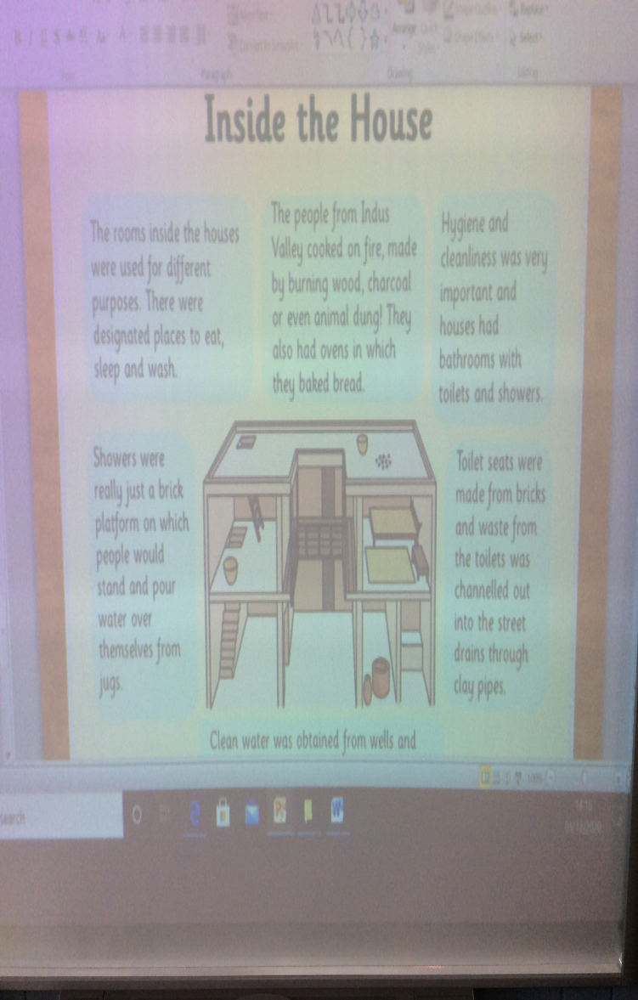 Inside the House
The rooms inside the houses
were used for different
purposes. There were
designated places to eat,
sleep and wash.
The people from Indus
Valley cooked on fire, made
by burning wood, charcoal
or even animal dung! They
also had ovens in which
they baked bread.
Hygiene and
cleanliness was very
important and
houses had
bathrooms with
toilets and showers.
Showers were
really just a brick
platform on which
people would
stand and pour
water over
themselves from
jugs.
Toilet seats were
made from bricks
and waste from
the toilets was
channelled out
into the street
drains through
clay pipes.
Clean water was obtained from wells and
search